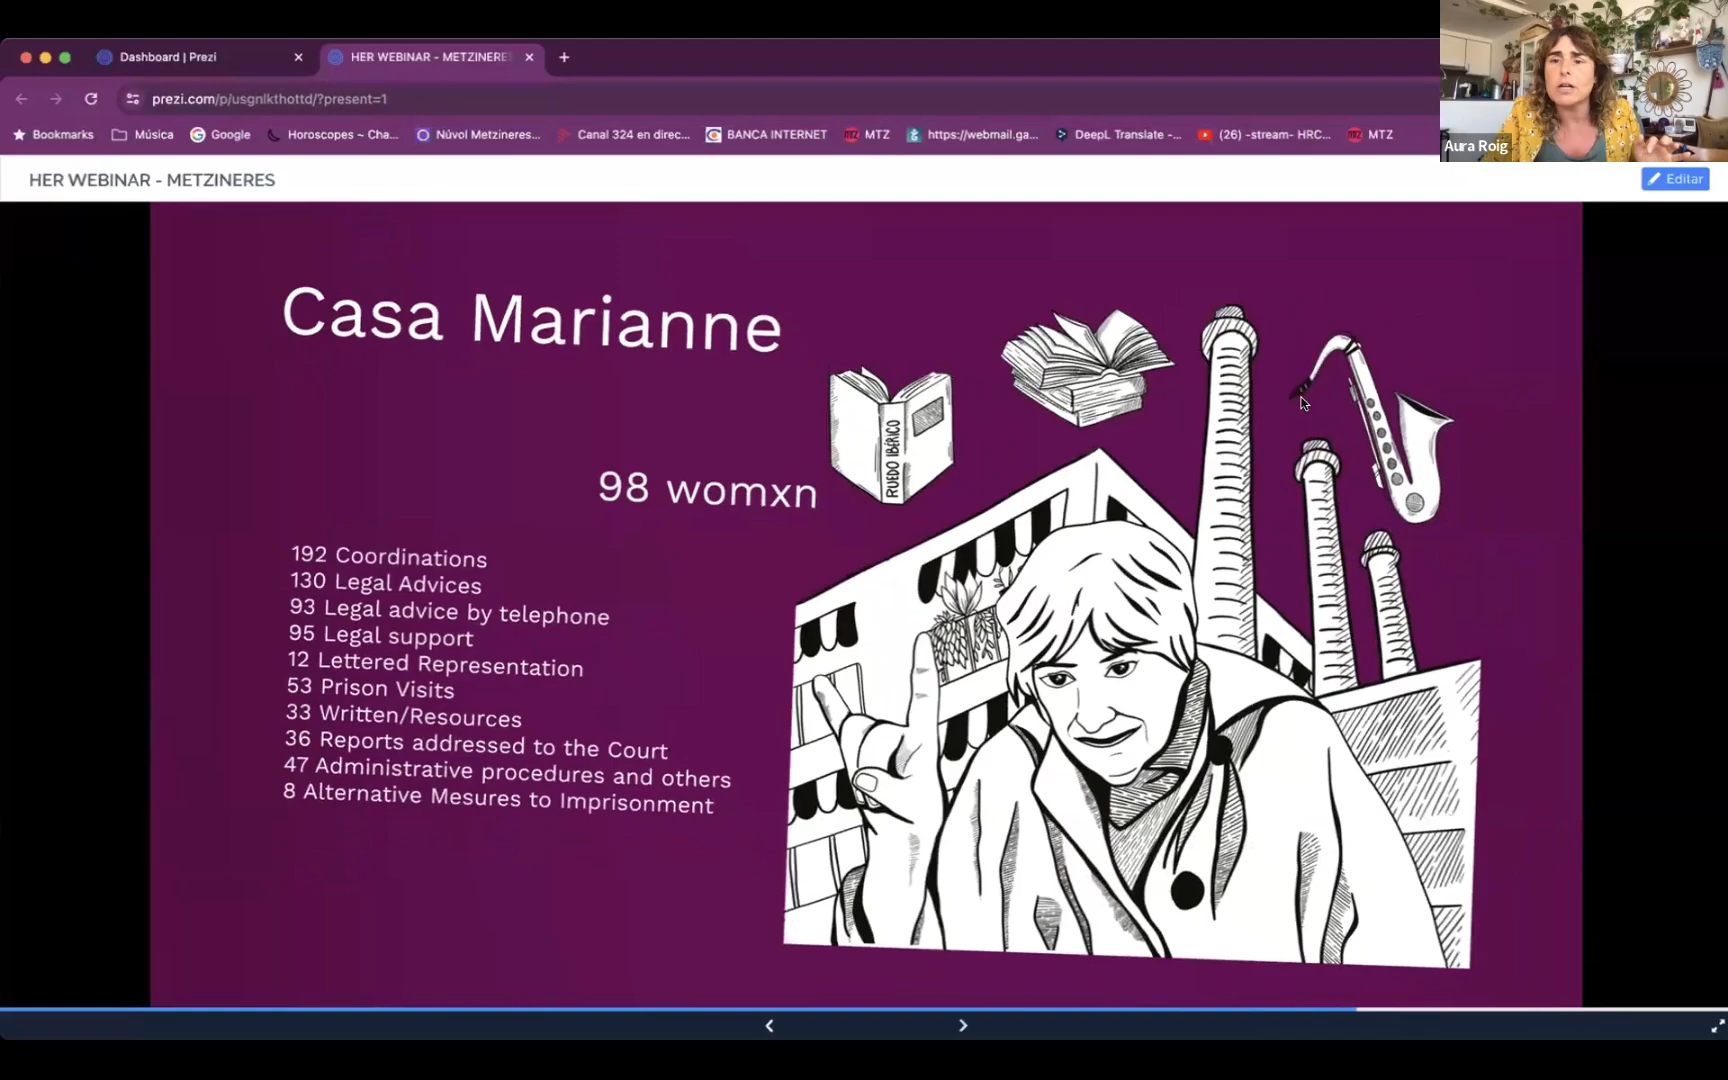 Dashboard | Prezi
HER WEBINAR - METZINERES
prezi.com/p/usgnlkthottd/?present=1
Bookmarks
Música
Google
Horoscopes ~ Cha...
Núvol Metzineres...
Canal 324 en direc...
BANCA INTERNET
MTZ
https://webmail.ga...
DeepL Translate -...
(26) -stream- HRC...
MTZ
Aura Roig
HER WEBINAR - METZINERES
Editar
Casa Marianne
RUEDO IBÉRICO
98 womxn
192 Coordinations
130 Legal Advices
93 Legal advice by telephone
95 Legal support
12 Lettered Representation
53 Prison Visits
33 Written/Resources
36 Reports addressed to the Court
47 Administrative procedures and others
8 Alternative Mesures to Imprisonment